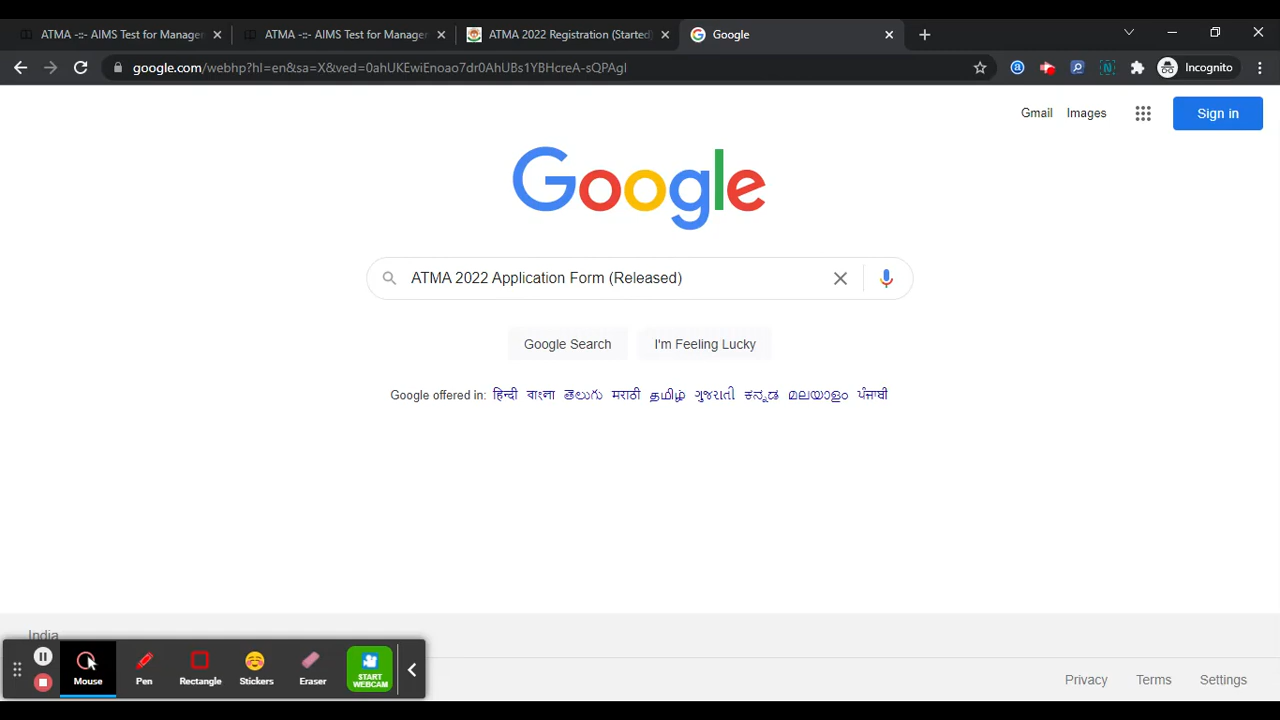 ATMA -::- AIMS Test for Manager
ATMA -::- AIMS Test for Manager
ATMA 2022 Registration (Started)
Google
google.com/webhp?hl=en&sa=X&ved=0ahUKEwiEnoao7dr0AhUBs1YBHcreA-sQPAgI
Incognito
Gmail
Images
Sign in
Google
ATMA 2022 Application Form (Released)
Google Search
I'm Feeling Lucky
Google offered in: हिन्दी বাংলা తెలుగు मराठी தமிழ் ગુજરાતી ಕನ್ನಡ മലയാളം ਪੰਜਾਬੀ
India
Mouse
Pen
Rectangle
Stickers
Eraser
START
WEBCAM
Privacy
Terms
Settings